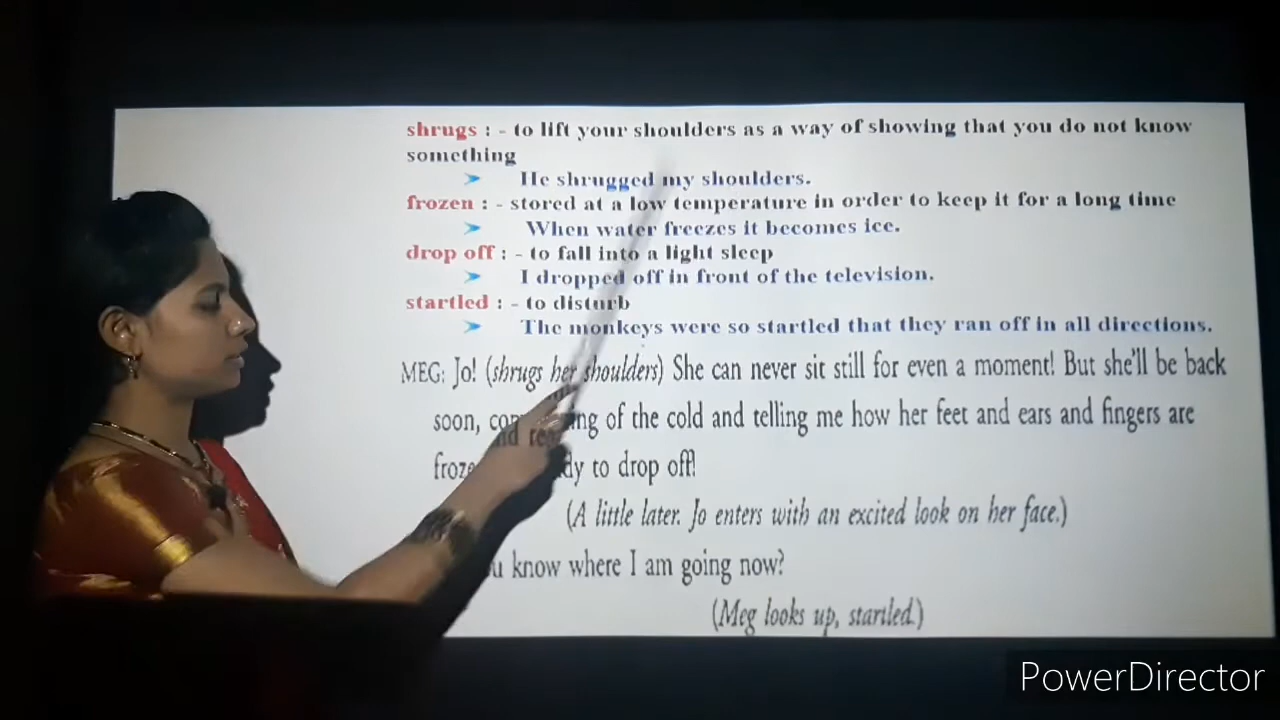 shrugs : - to lift your shoulders as a way of showing that you do not know
something
➤ He shrugged my shoulders.
frozen : - stored at a low temperature in order to keep it for a long time
➤ When water freezes it becomes ice.
drop off : - to fall into a light sleep
➤ I dropped off in front of the television.
startled : - to disturb
➤ The monkeys were so startled that they ran off in all directions.
MEG: Jo! (shrugs her shoulders) She can never sit still for even a moment! But she'll be back
soon, of the cold and telling me how her feet and ears and fingers are
to drop off!
(A little later. Jo enters with an excited look on her face.)
know where I am going now?
(Meg looks up, startled.)
PowerDirector